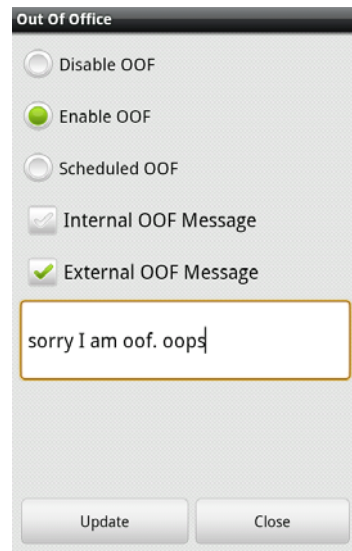 Out Of Office
Disable OOF
Enable OOF
Scheduled OOF
Internal OOF Message
External OOF Message
sorry I am oof. oops
Update Close